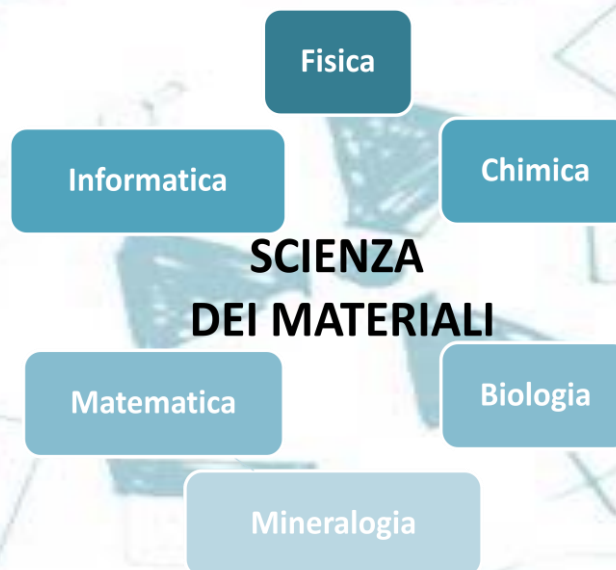 Fisica
Informatica
Chimica
SCIENZA
DEI MATERIALI
Matematica
Biologia
Mineralogia